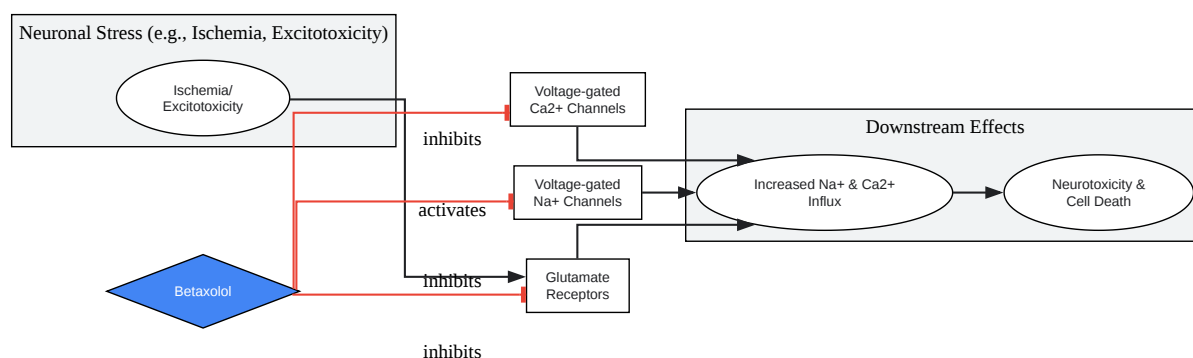 Neuronal Stress (e.g., Ischemia, Excitotoxicity)
Ischemia/
Excitotoxicity
Betaxolol
inhibits
activates
inhibits
inhibits
Voltage-gated
Ca2+ Channels
Voltage-gated
Na+ Channels
Glutamate
Receptors
Downstream Effects
Increased Na+ & Ca2+
Influx
Neurotoxicity &
Cell Death